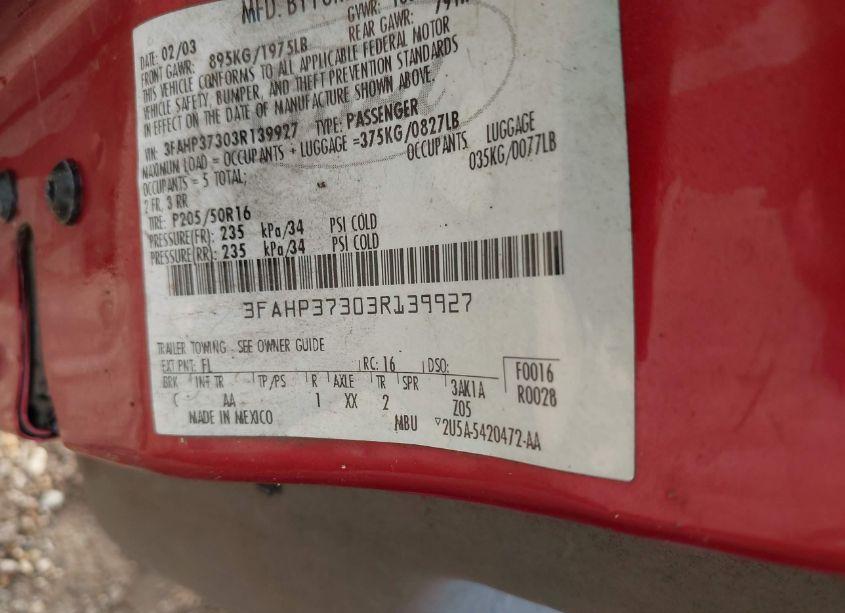 MFD. BY FOR
GVWR:
DATE: 02/03
FRONT GAWR: 895KG/1975LB
REAR GAWR:
THIS VEHICLE CONFORMS TO ALL APPLICABLE FEDERAL MOTOR
VEHICLE SAFETY, BUMPER, AND THEFT PREVENTION STANDARDS
IN EFFECT ON THE DATE OF MANUFACTURE SHOWN ABOVE.
VIN: 3FAHP37303R139927 TYPE: PASSENGER
MAXIMUM LOAD = OCCUPANTS + LUGGAGE =375KG/0827LB
OCCUPANTS = 5 TOTAL; OCCUPANTS LUGGAGE
2 FR, 3 RR 035KG/0077LB
TIRE: P205/50R16
PRESSURE(FR): 235 kPa/34 PSI COLD
PRESSURE(RR): 235 kPa/34 PSI COLD
3FAHP37303R139927
TRAILER TOWING - SEE OWNER GUIDE
EXT PNT: FL RC: 16 DSO: F0016
BRK INT TR TP/PS R AXLE TR SPR 3AK1A R0028
C AA 1 XX 2 Z05
MADE IN MEXICO MBU ▽2U5A-5420472-AA